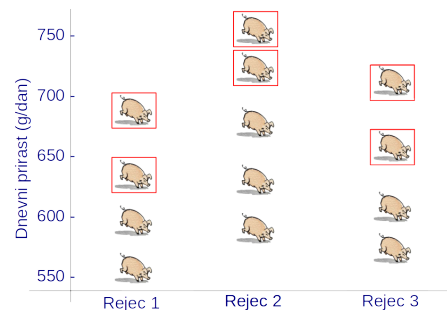 Dnevni prirast (g/dan)
750
700
650
600
550
Rejec 1
Rejec 2
Rejec 3